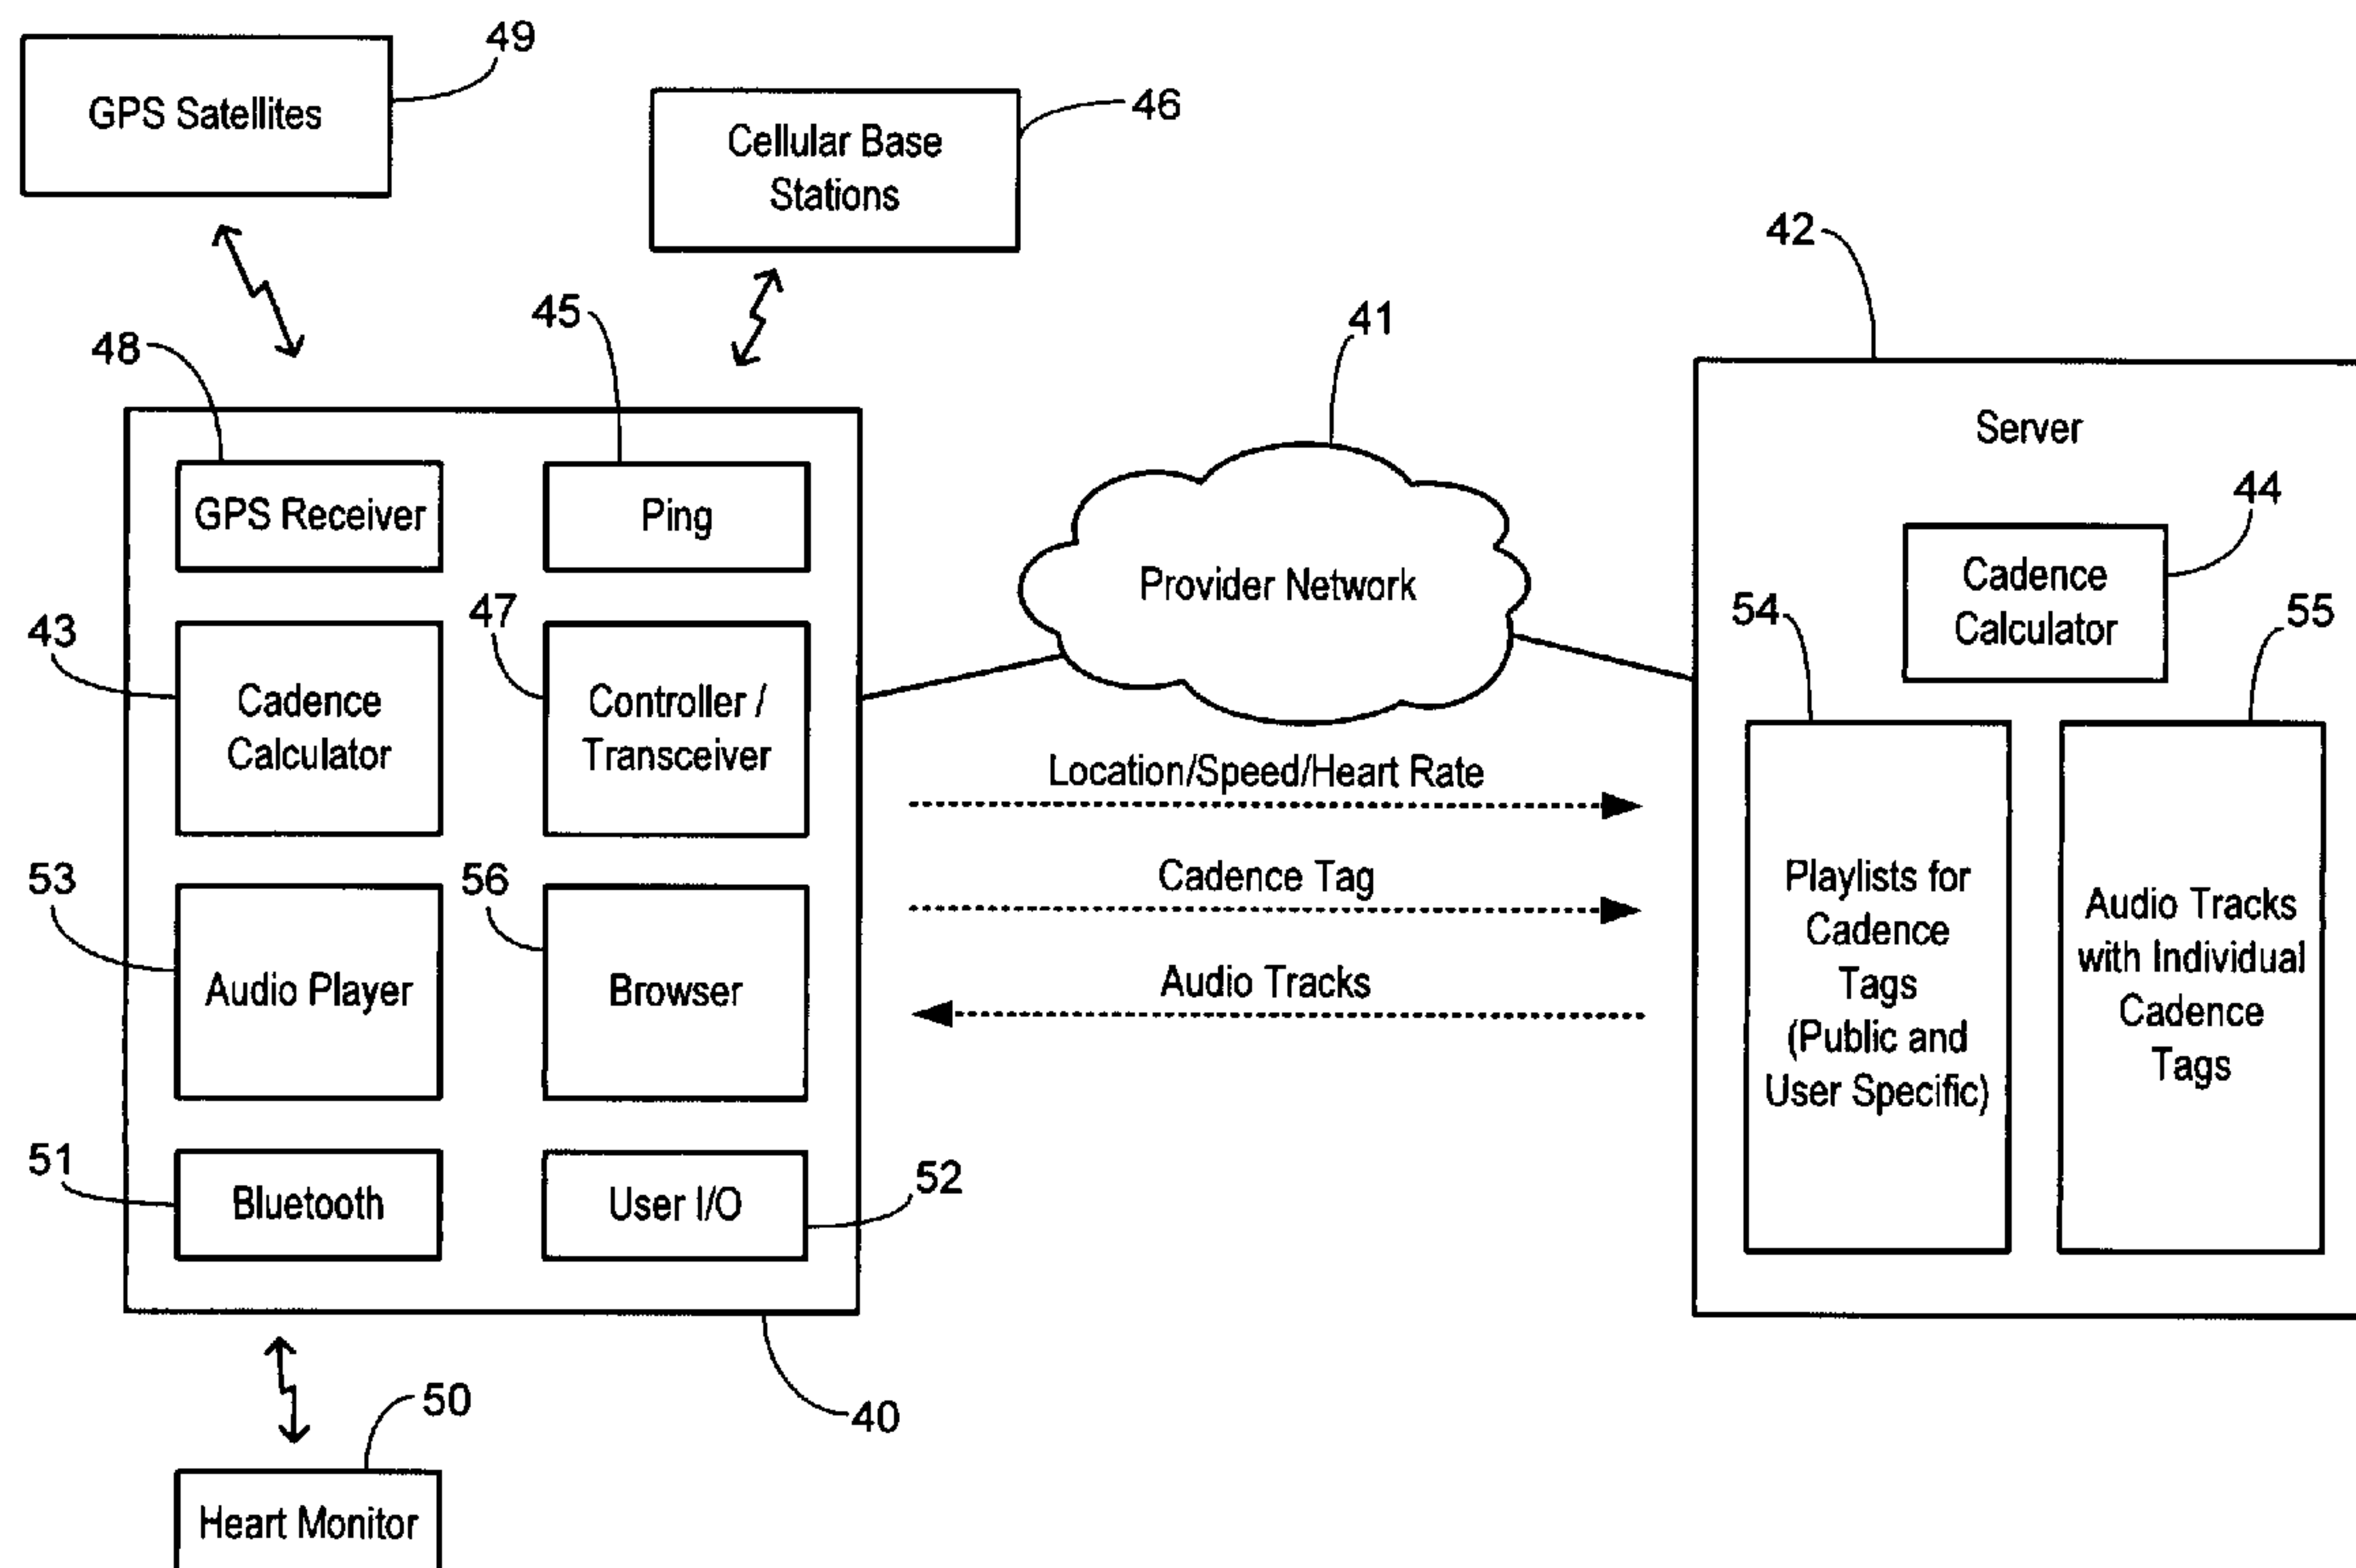 49
GPS Satellites
46
Cellular Base
Stations
42
45
41
48
Server
GPS Receiver
Ping
44
Cadence
Calculator
Provider Network
43
47
54
55
Cadence
Calculator
Controller /
Transceiver
Location/Speed/Heart Rate
53
56
Cadence Tag
Audio Player
Browser
Audio Tracks
Playlists for
Cadence
Tags
(Public and
User Specific)
Audio Tracks
with Individual
Cadence
Tags
51
Bluetooth
User I/O
52
50
40
Heart Monitor